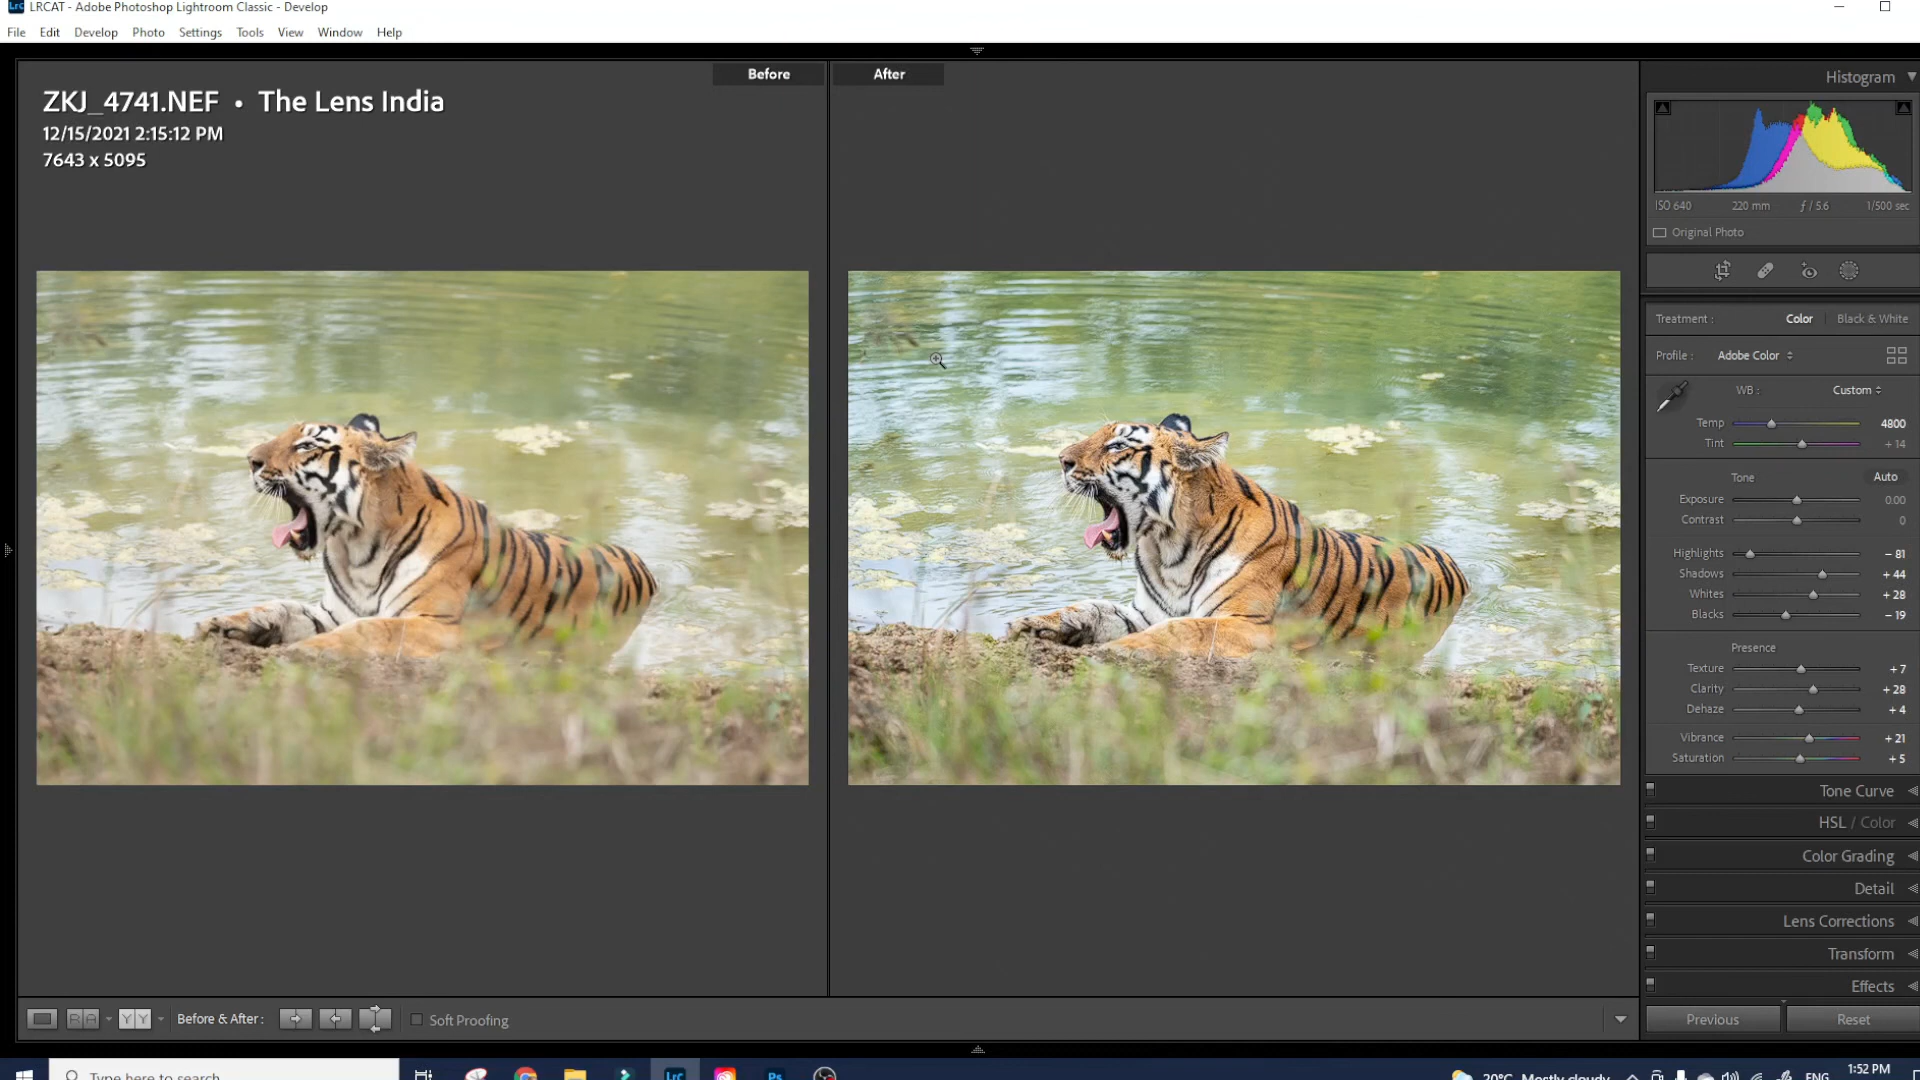 LRCAT - Adobe Photoshop Lightroom Classic - Develop
File Edit Develop Photo Settings Tools View Window Help
Before After
ZKJ_4741.NEF • The Lens India
12/15/2021 2:15:12 PM
7643 x 5095
Histogram
ISO 640 220 mm ƒ / 5.6 1/500 sec
Original Photo
Treatment : Color Black & White
Profile : Adobe Color
WB : Custom
Temp 4800
Tint + 14
Tone Auto
Exposure 0.00
Contrast 0
Highlights − 81
Shadows + 44
Whites + 28
Blacks − 19
Presence
Texture + 7
Clarity + 28
Dehaze + 4
Vibrance + 21
Saturation + 5
Tone Curve
HSL / Color
Color Grading
Detail
Lens Corrections
Transform
Effects
R A Y Y Before & After : Soft Proofing
Previous Reset
Type here to search
LrC Ps
20°C Mostly cloudy ENG 1:52 PM